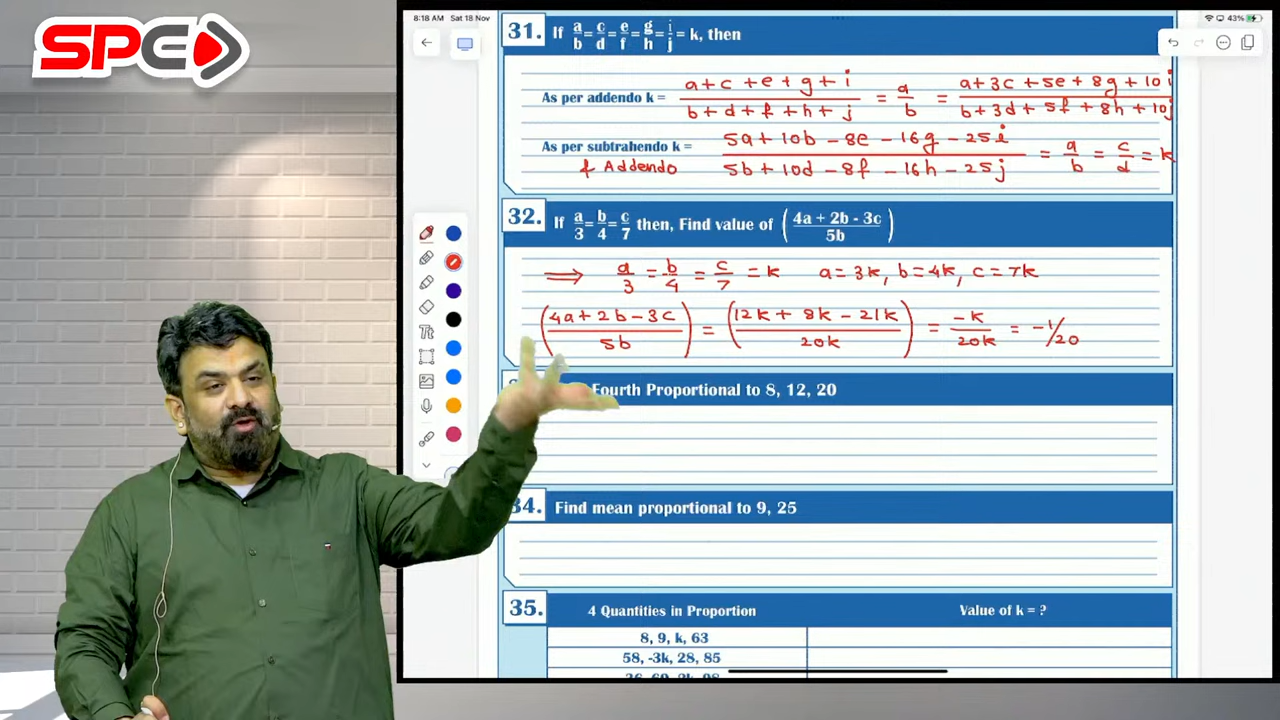 SPED
8:18 AM Sat 18 Nov
43%
31. If a/b = c/d = e/f = g/h = i/j = k, then
As per addendo k = (a + c + e + g + i)/(b + d + f + h + j) = a/b = (a + 3c + 5e + 8g + 10i)/(b + 3d + 5f + 8h + 10j)
As per subtrahendo k = (5a + 10b - 8e - 16g - 25i)/(5b + 10d - 8f - 16h - 25j) = a/b = c/d = k
& Addendo
32. If a/3 = b/4 = c/7 then, Find value of ((4a + 2b - 3c)/5b)
⟹ a/3 = b/4 = c/7 = k a = 3k, b = 4k, c = 7k
((4a + 2b - 3c)/5b) = ((12k + 8k - 21k)/20k) = -k/20k = -1/20
Fourth Proportional to 8, 12, 20
34. Find mean proportional to 9, 25
35. 4 Quantities in Proportion Value of k = ?
8, 9, k, 63
58, -3k, 28, 85